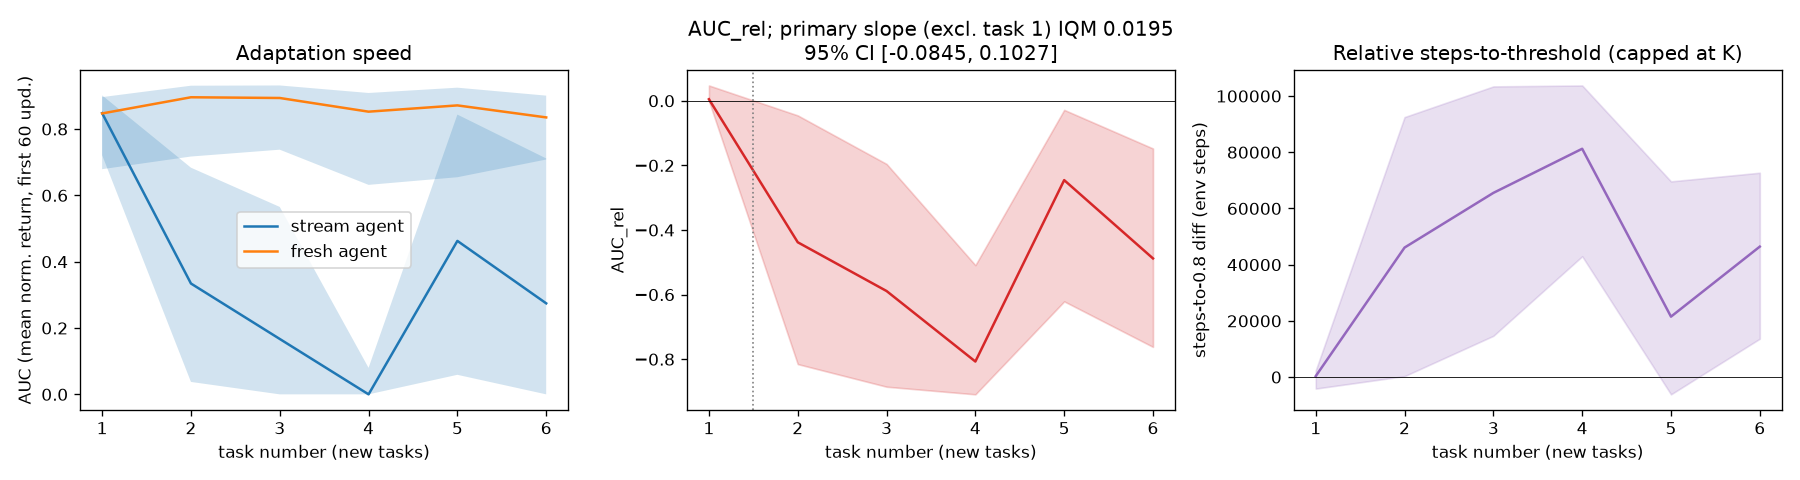 Adaptation speed
AUC (mean norm. return, first 60 upd.)
0.8
0.6
0.4
0.2
0.0
stream agent
fresh agent
1 2 3 4 5 6
task number (new tasks)
AUC_rel; primary slope (excl. task 1) IQM 0.0195
95% CI [-0.0845, 0.1027]
AUC_rel
0.0
−0.2
−0.4
−0.6
−0.8
1 2 3 4 5 6
task number (new tasks)
Relative steps-to-threshold (capped at K)
steps-to-0.8 diff (env steps)
100000
80000
60000
40000
20000
0
1 2 3 4 5 6
task number (new tasks)